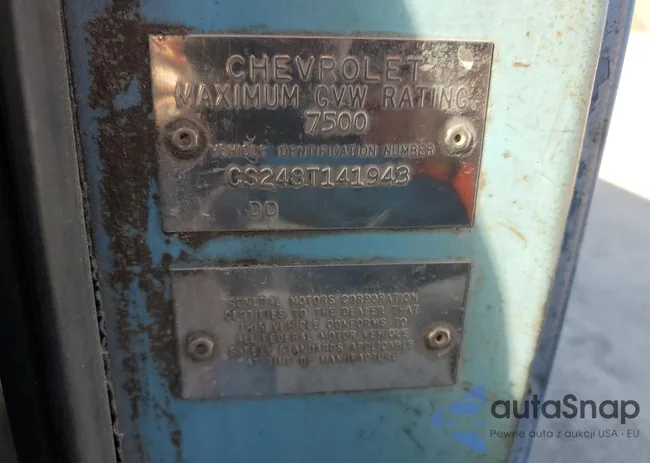 CHEVROLET
MAXIMUM GVW RATING
7500
VEHICLE IDENTIFICATION NUMBER
CS248T141943
DD
GENERAL MOTORS CORPORATION
CERTIFIES TO THE DEALER THAT
THIS VEHICLE CONFORMS TO
ALL FEDERAL MOTOR VEHICLE
SAFETY STANDARDS APPLICABLE
AT TIME OF MANUFACTURE
autaSnap
Pewne auta z aukcji USA · EU